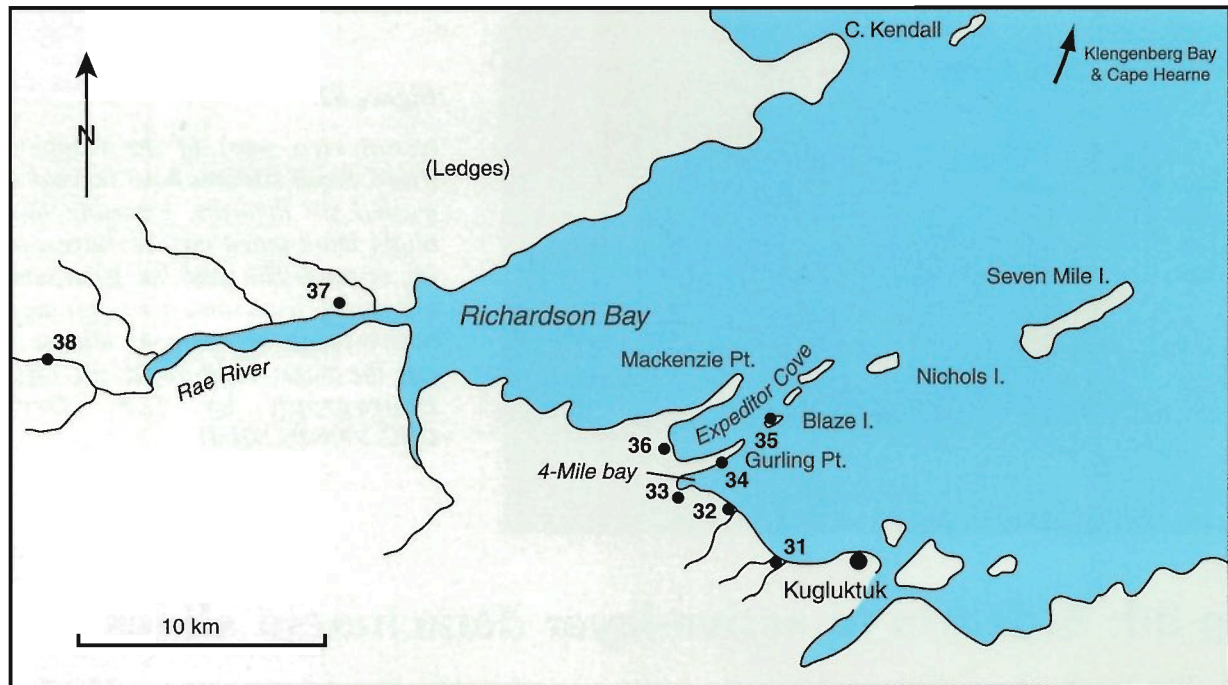 C. Kendall
Klengenberg Bay
& Cape Hearne
N
(Ledges)
Seven Mile I.
37
Richardson Bay
38
Mackenzie Pt.
Rae River
Expeditor Cove
Nichols I.
Blaze I.
35
36
Gurling Pt.
4-Mile bay
34
33
32
31
Kugluktuk
10 km